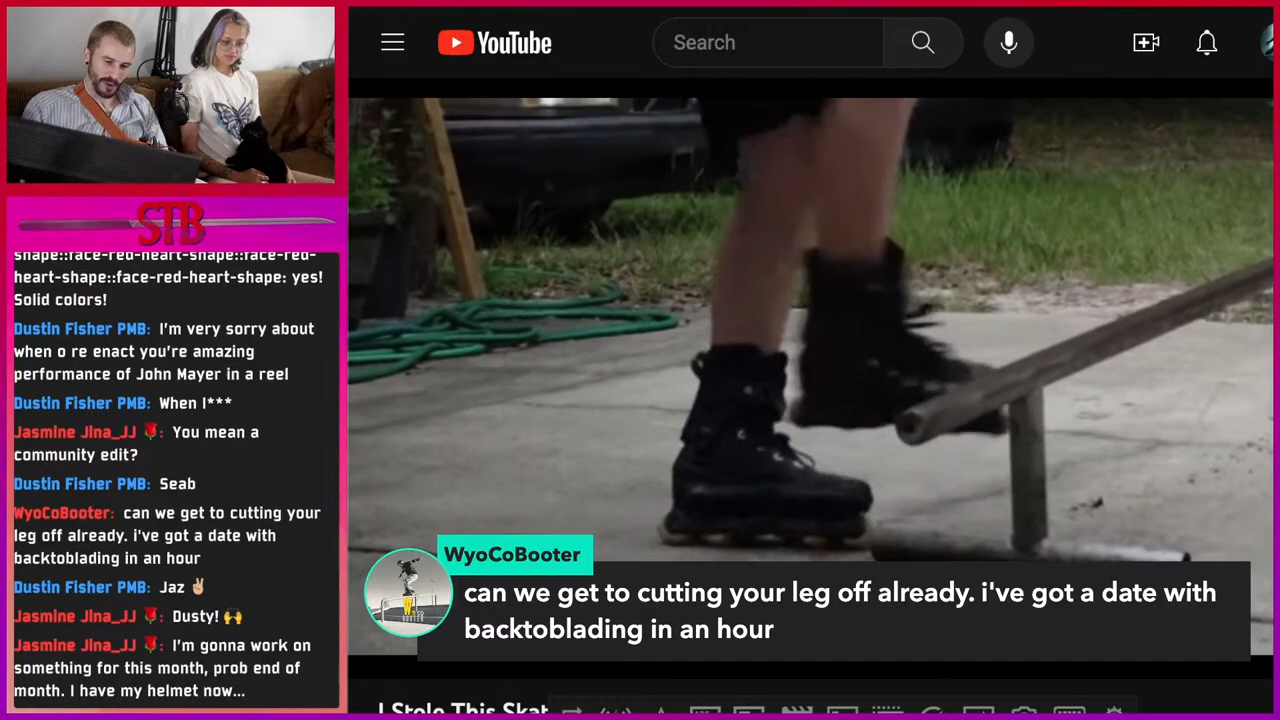 YouTube
Search
STB
shape::face-red-heart-shape::face-red-
heart-shape::face-red-heart-shape: yes!
Solid colors!
Dustin Fisher PMB: I'm very sorry about
when o re enact you're amazing
performance of John Mayer in a reel
Dustin Fisher PMB: When I***
Jasmine Jina_JJ 🌹: You mean a
community edit?
Dustin Fisher PMB: Seab
WyoCoBooter: can we get to cutting your
leg off already. i've got a date with
backtoblading in an hour
Dustin Fisher PMB: Jaz ✌🏼
Jasmine Jina_JJ 🌹: Dusty! 🙌
Jasmine Jina_JJ 🌹: I'm gonna work on
something for this month, prob end of
month. I have my helmet now...
WyoCoBooter
can we get to cutting your leg off already. i've got a date with
backtoblading in an hour
I Stole This Skat